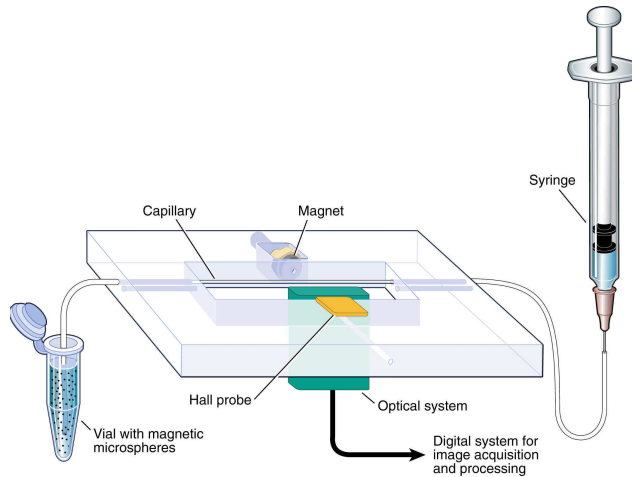 Syringe
Capillary
Magnet
Hall probe
Optical system
Vial with magnetic
microspheres
Digital system for
image acquisition
and processing